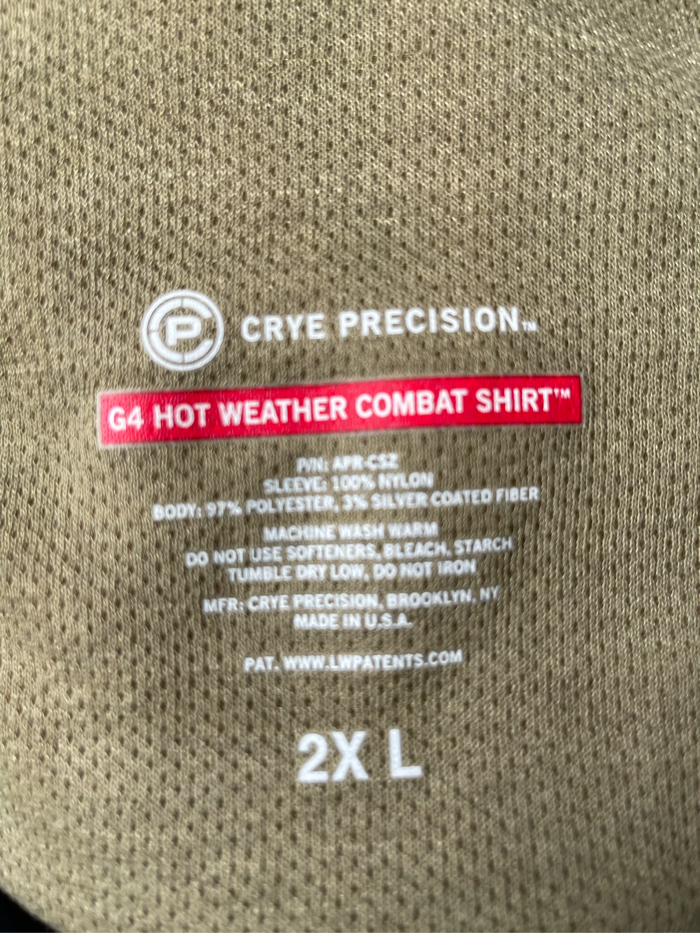 CP CRYE PRECISION™
G4 HOT WEATHER COMBAT SHIRT™
P/N: APR-CS2
SLEEVE: 100% NYLON
BODY: 97% POLYESTER, 3% SILVER COATED FIBER
MACHINE WASH WARM
DO NOT USE SOFTENERS, BLEACH, STARCH
TUMBLE DRY LOW, DO NOT IRON
MFR: CRYE PRECISION, BROOKLYN, NY
MADE IN U.S.A.
PAT. WWW.LWPATENTS.COM
2X L